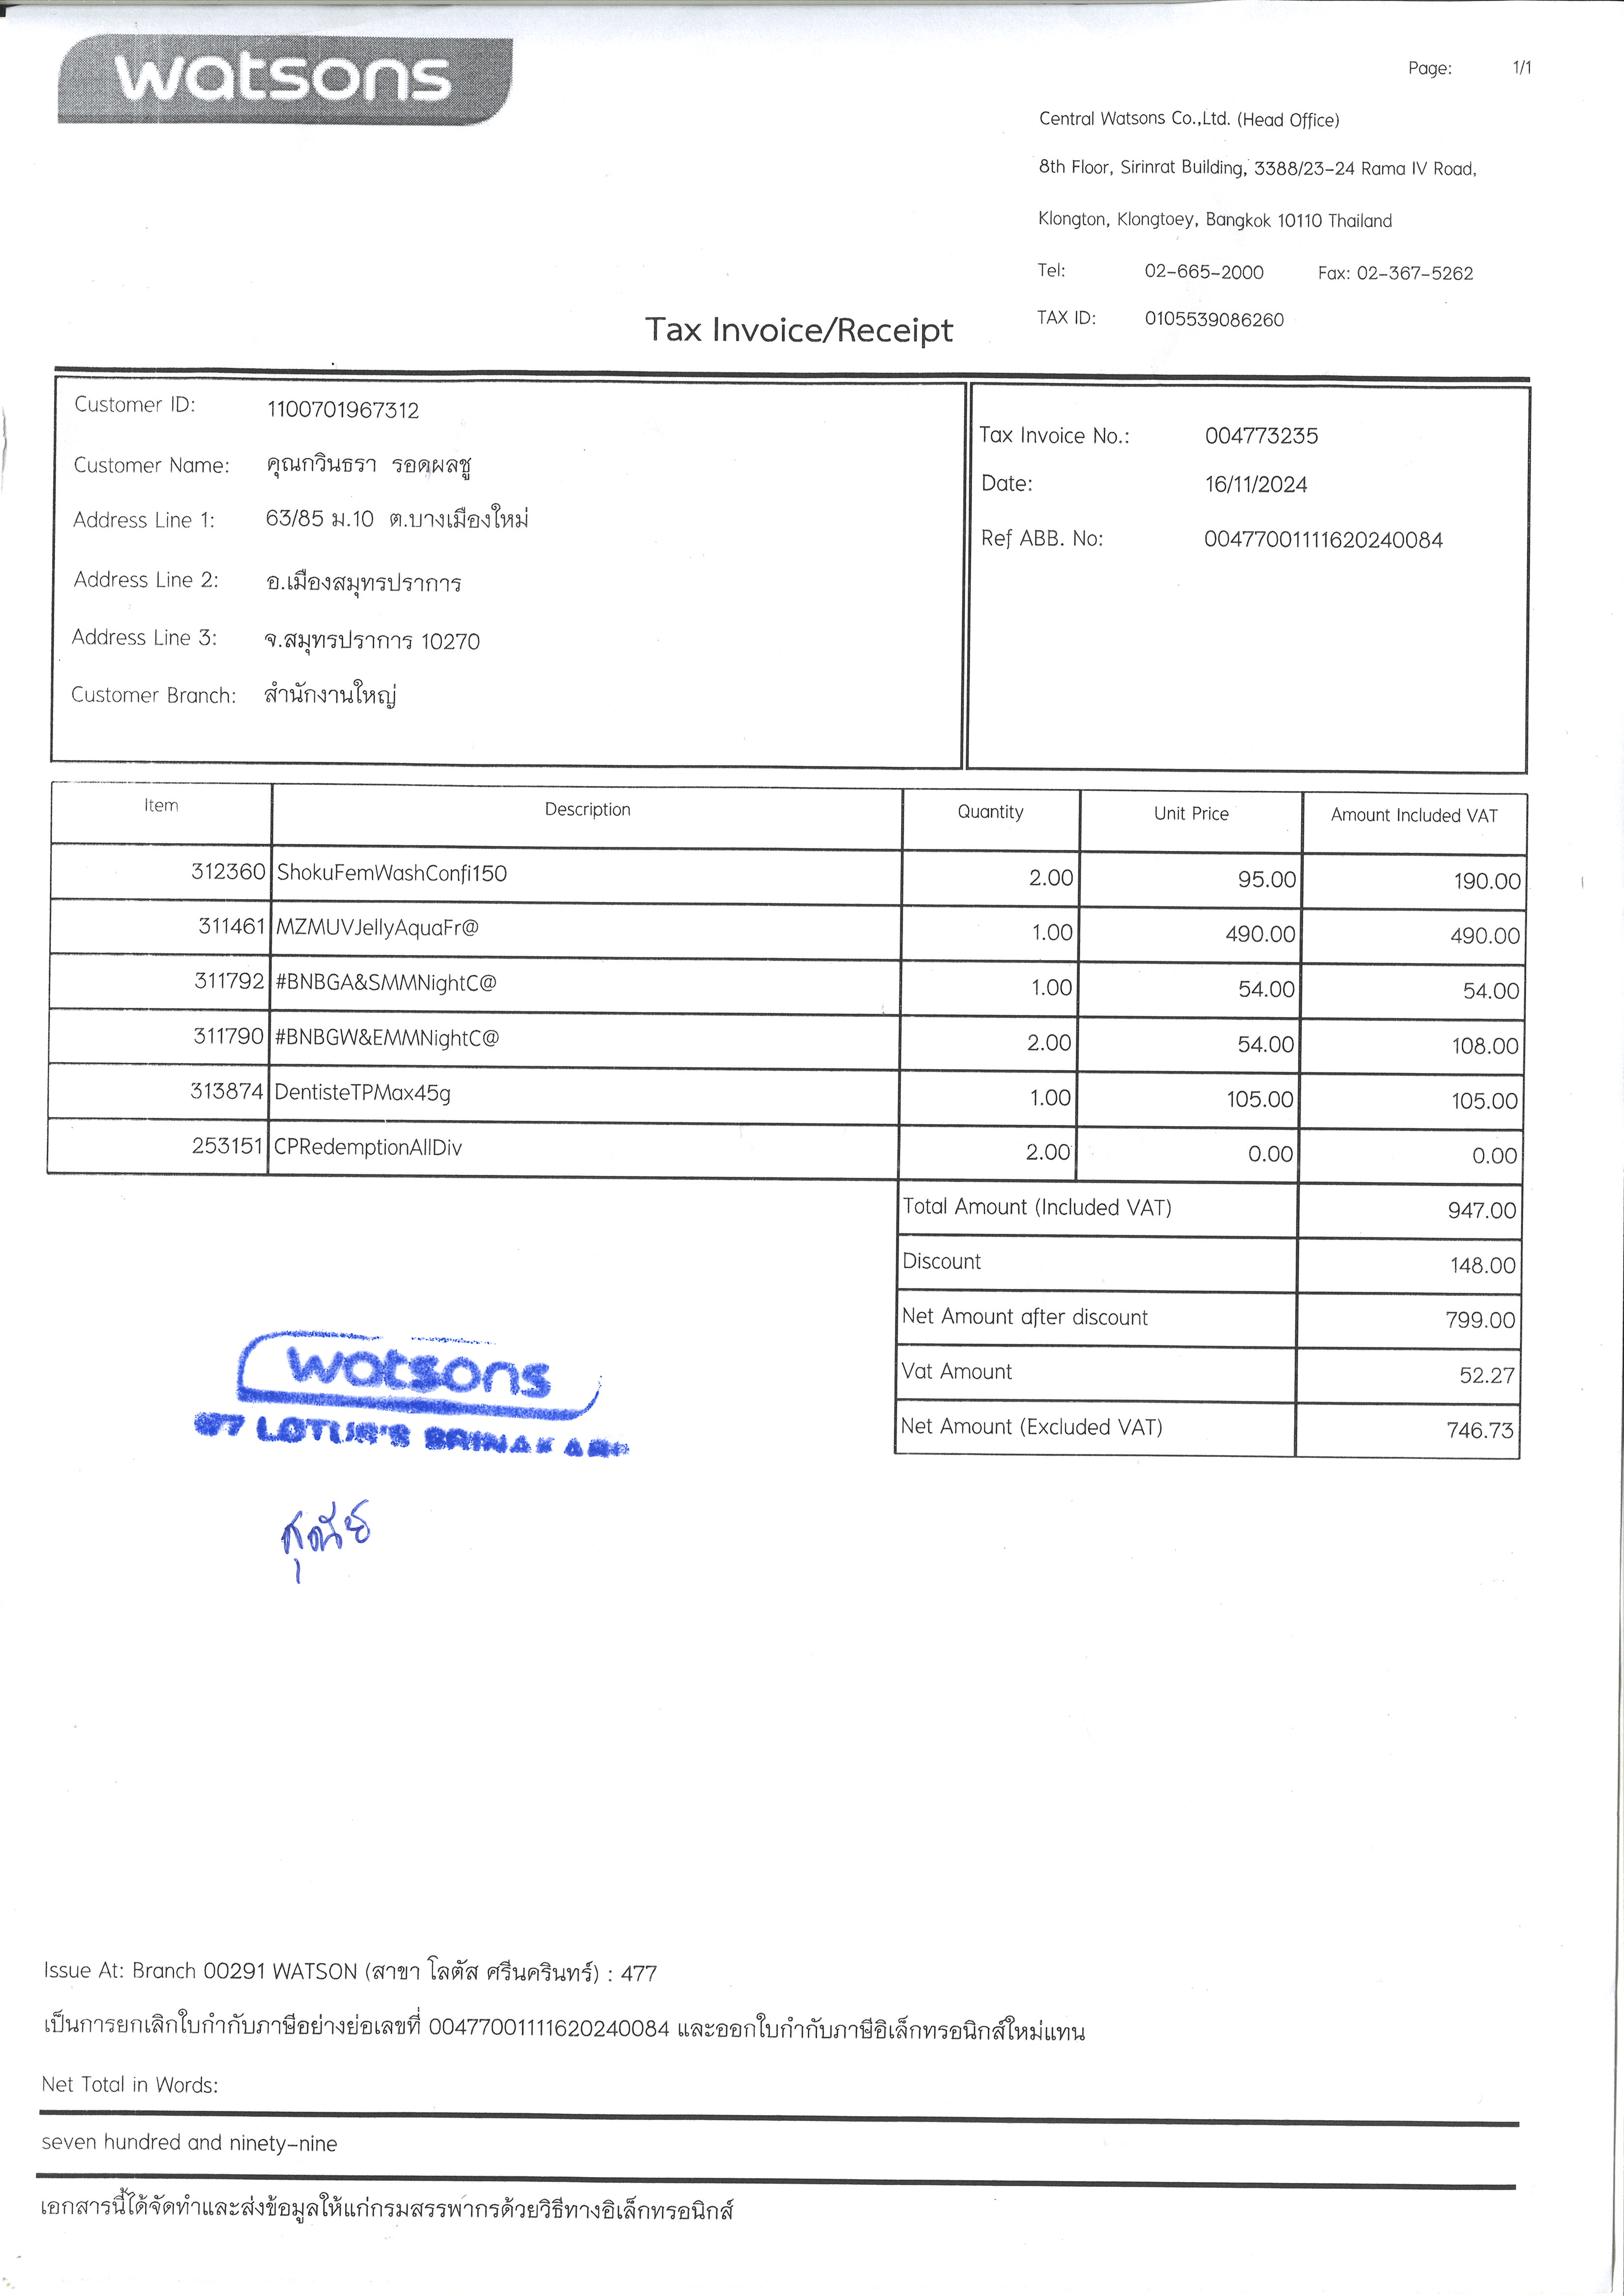 watsons
Page: 1/1
Central Watsons Co.,Ltd. (Head Office)
8th Floor, Sirinrat Building, 3388/23-24 Rama IV Road,
Klongton, Klongtoey, Bangkok 10110 Thailand
Tel: 02-665-2000 Fax: 02-367-5262
TAX ID: 0105539086260
Tax Invoice/Receipt
Customer ID: 1100701967312
Customer Name: คุณกวินธรา รอดผลชู
Address Line 1: 63/85 ม.10 ต.บางเมืองใหม่
Address Line 2: อ.เมืองสมุทรปราการ
Address Line 3: จ.สมุทรปราการ 10270
Customer Branch: สำนักงานใหญ่
Tax Invoice No.: 004773235
Date: 16/11/2024
Ref ABB. No: 00477001111620240084
Item Description Quantity Unit Price Amount Included VAT
312360 ShokuFemWashConfi150 2.00 95.00 190.00
311461 MZMUVJellyAquaFr@ 1.00 490.00 490.00
311792 #BNBGA&SMMNightC@ 1.00 54.00 54.00
311790 #BNBGW&EMMNightC@ 2.00 54.00 108.00
313874 DentisteTPMax45g 1.00 105.00 105.00
253151 CPRedemptionAllDiv 2.00 0.00 0.00
Total Amount (Included VAT) 947.00
Discount 148.00
Net Amount after discount 799.00
Vat Amount 52.27
Net Amount (Excluded VAT) 746.73
watsons
LOTUS'S
Issue At: Branch 00291 WATSON (สาขา โลตัส ศรีนครินทร์) : 477
เป็นการยกเลิกใบกำกับภาษีอย่างย่อเลขที่ 00477001111620240084 และออกใบกำกับภาษีอิเล็กทรอนิกส์ใหม่แทน
Net Total in Words:
seven hundred and ninety-nine
เอกสารนี้ได้จัดทำและส่งข้อมูลให้แก่กรมสรรพากรด้วยวิธีทางอิเล็กทรอนิกส์